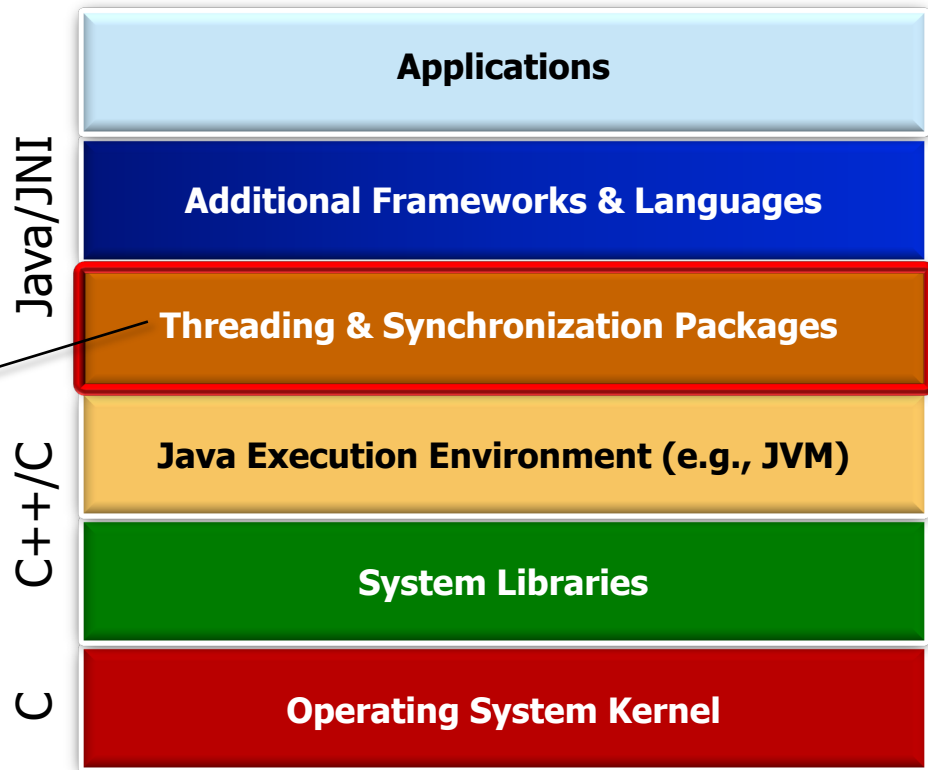 Applications
Java/JNI
Additional Frameworks & Languages
Threading & Synchronization Packages
C++/C
Java Execution Environment (e.g., JVM)
System Libraries
C
Operating System Kernel